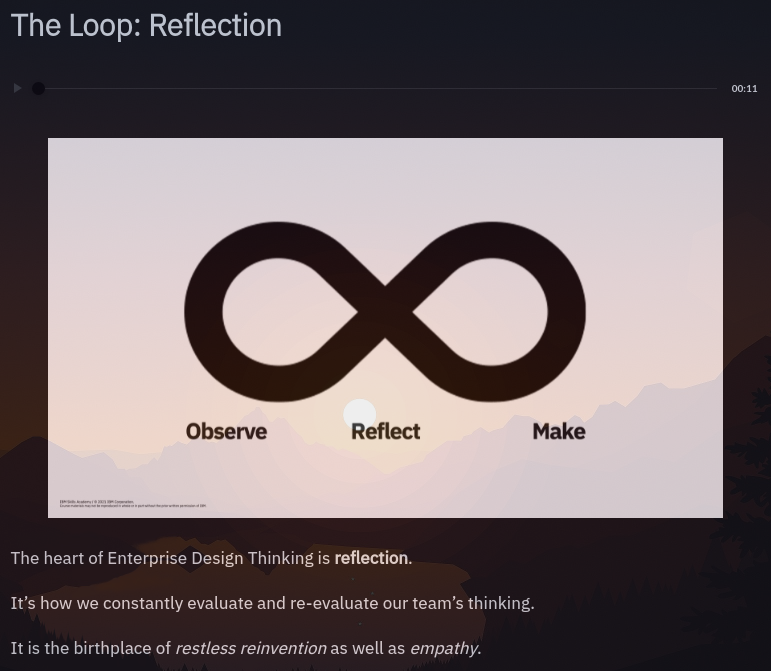 The Loop: Reflection
00:11
Observe Reflect Make
The heart of Enterprise Design Thinking is reflection.
It’s how we constantly evaluate and re-evaluate our team’s thinking.
It is the birthplace of restless reinvention as well as empathy.